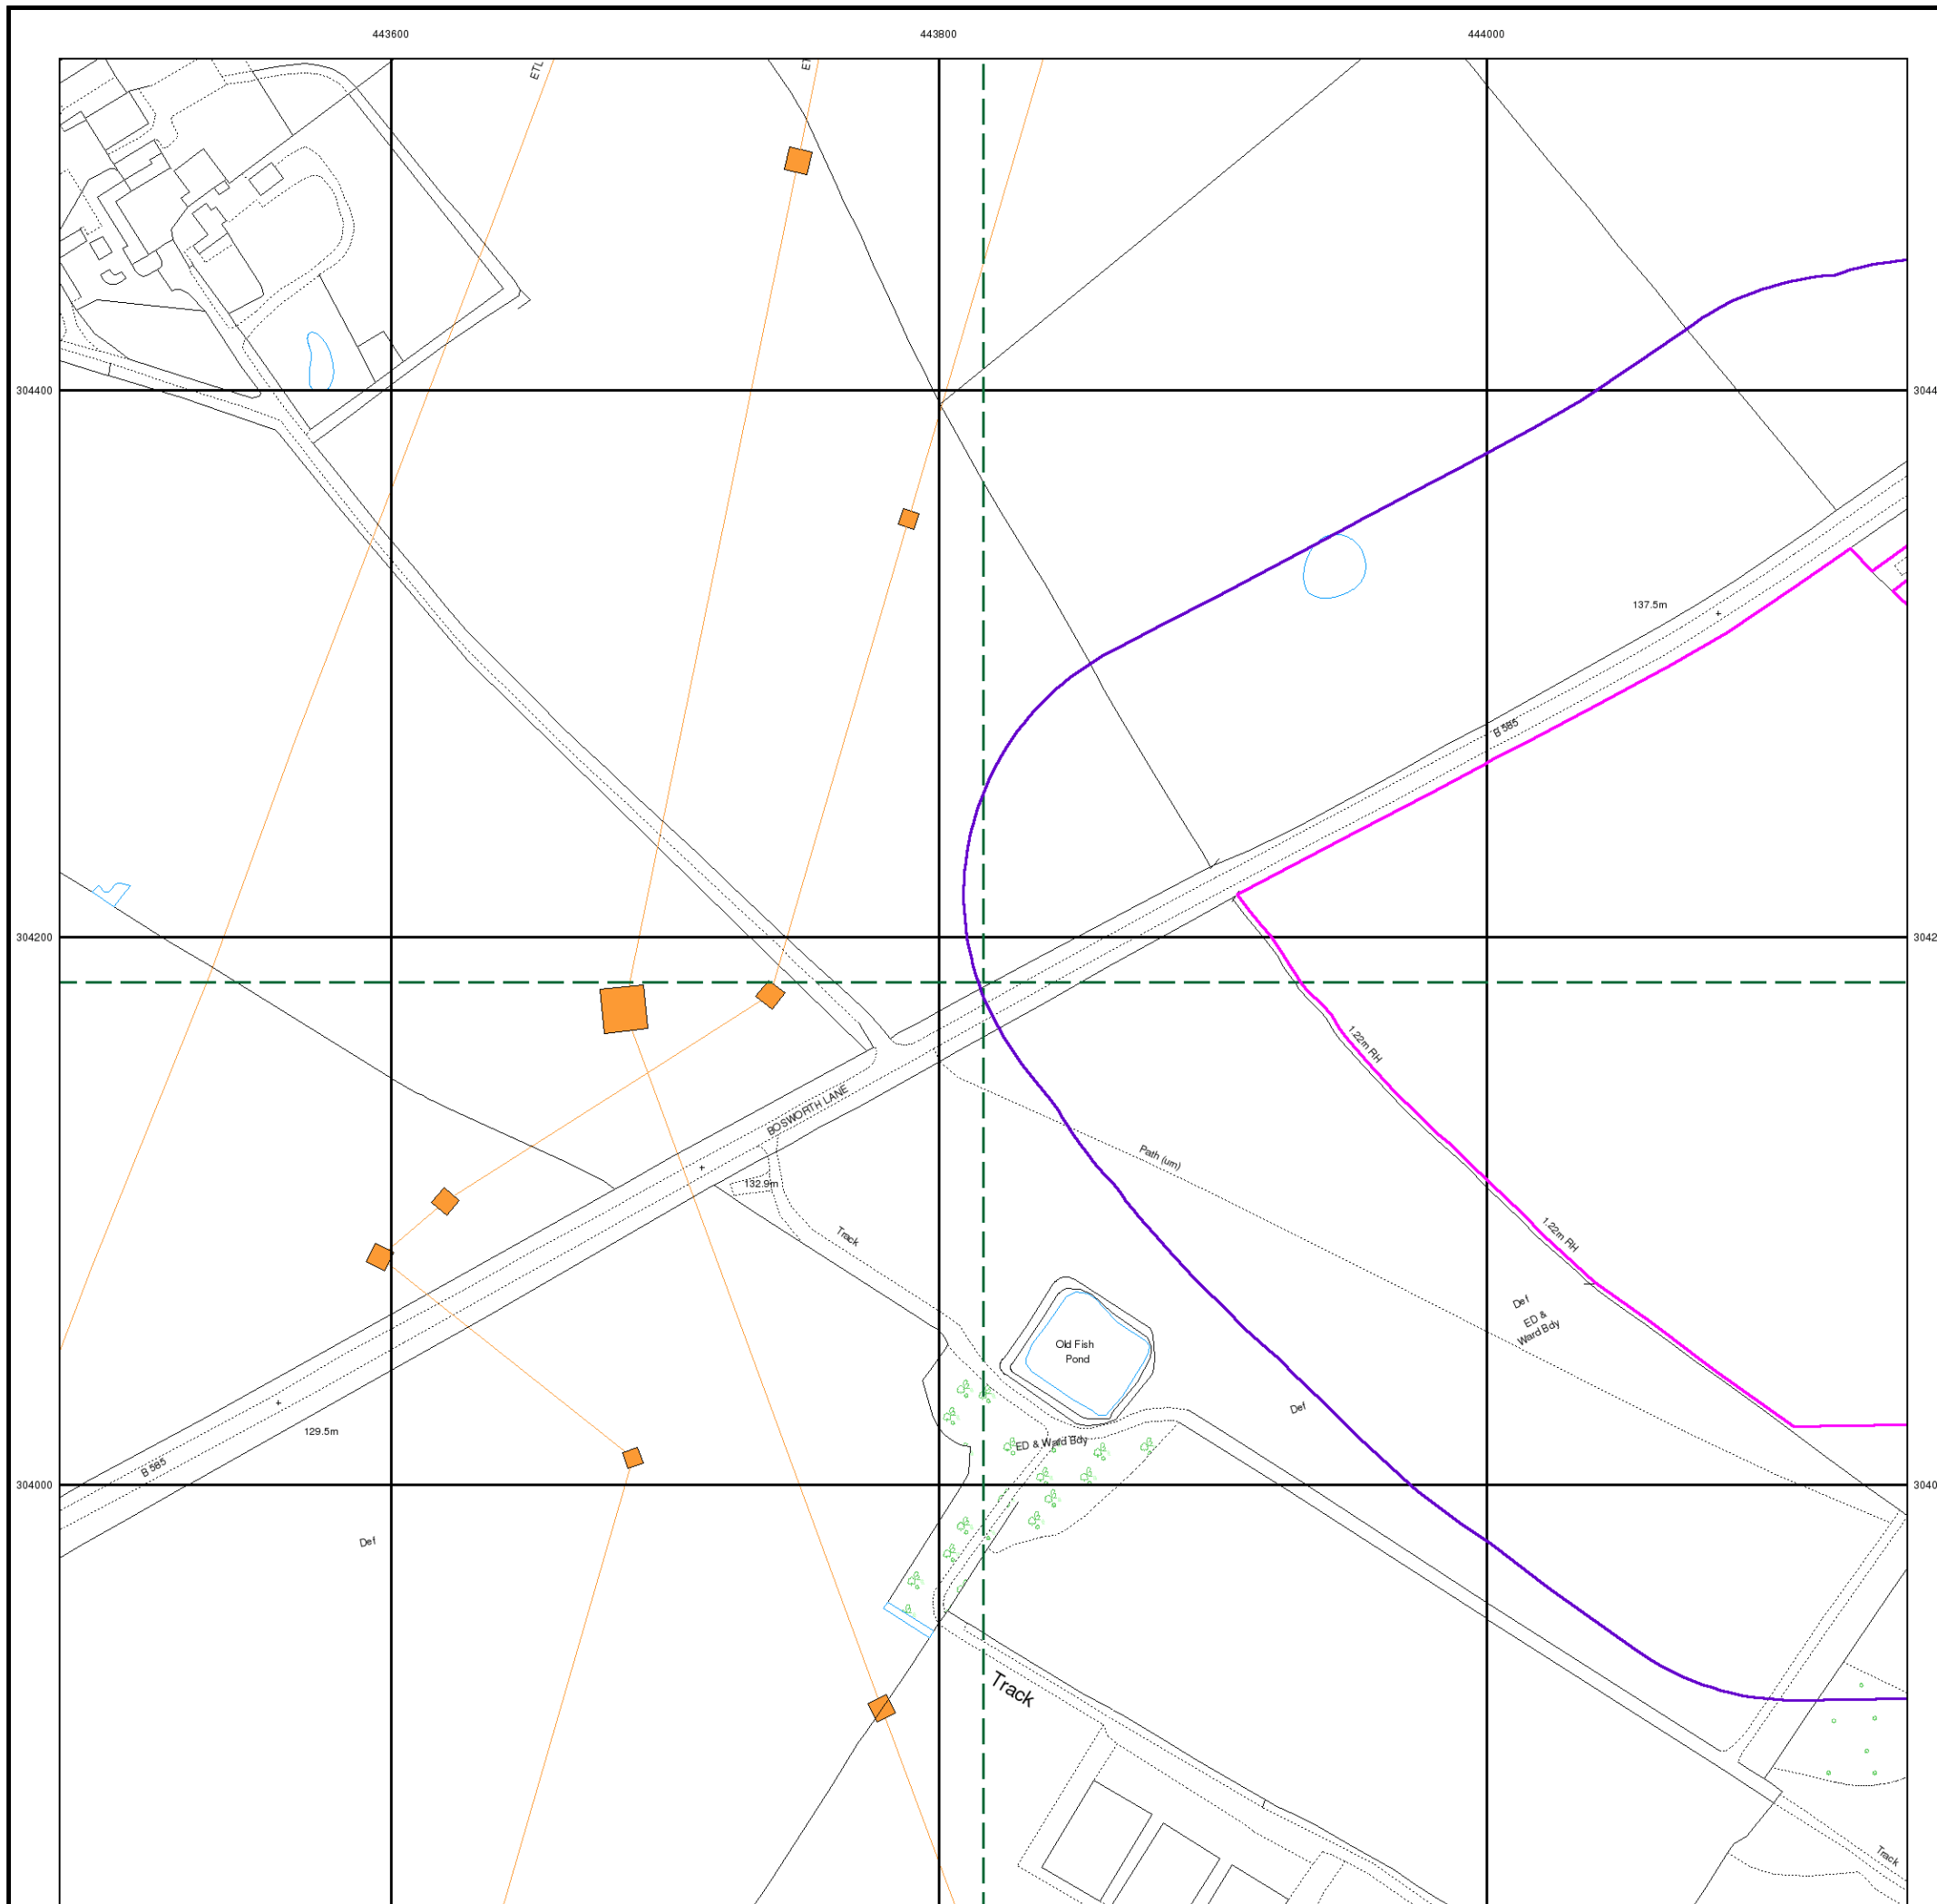 443600
443800
444000
ETL
304400
137.5m
B 585
304200
1.22m RH
BOSWORTH LANE
Path (um)
132.9m
Track
1.22m RH
Def
ED &
Ward Bdy
Old Fish
Pond
Def
129.5m
ED & Ward Bdy
B 585
304000
Def
Track
Track